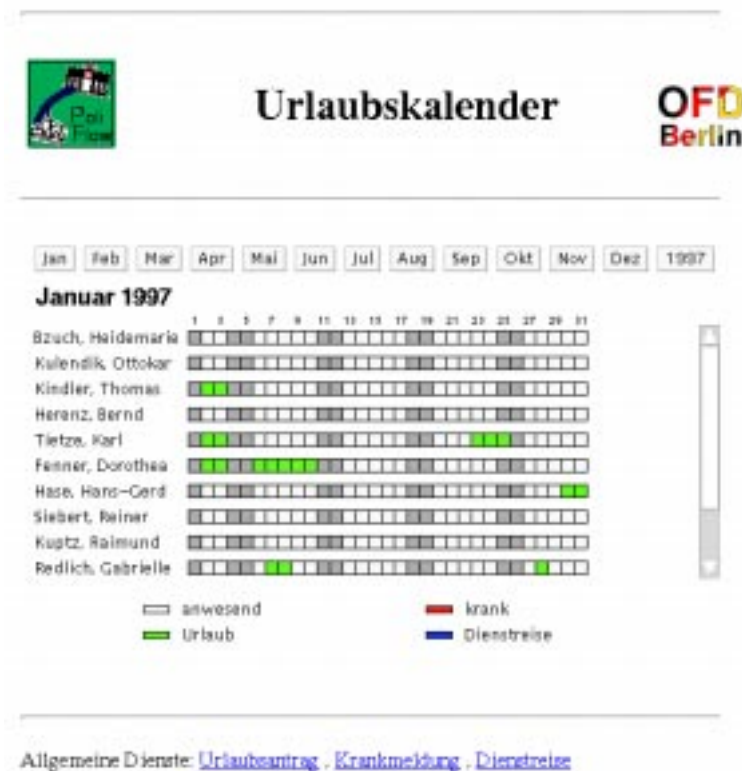 Poli
Flow
Urlaubskalender
OFD
Berlin
Jan Feb Mar Apr Mai Jun Jul Aug Sep Okt Nov Dez 1997
Januar 1997
1 3 5 7 9 11 13 15 17 19 21 23 25 27 29 31
Bzuch, Heidemarie
Kulendik, Ottokar
Kindler, Thomas
Herenz, Bernd
Tietze, Karl
Fenner, Dorothea
Hase, Hans-Gerd
Siebert, Reiner
Kuptz, Raimund
Redlich, Gabrielle
anwesend krank
Urlaub Dienstreise
Allgemeine Dienste: Urlaubsantrag , Krankmeldung , Dienstreise